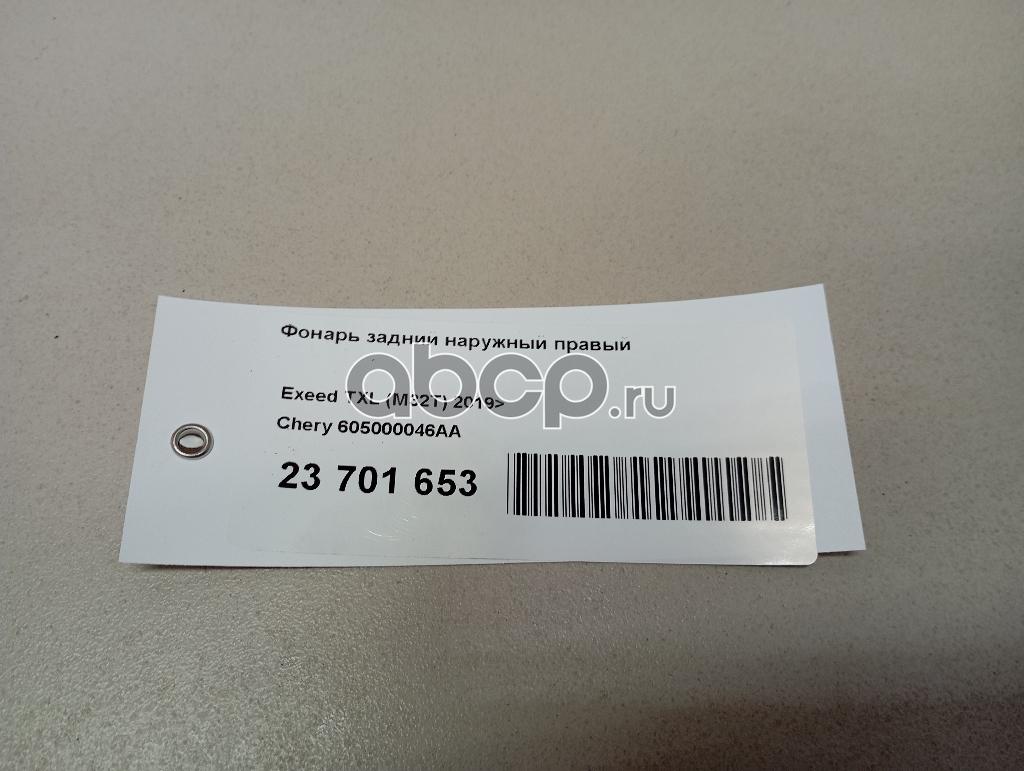 Фонарь задний наружный правый
Exeed TXL (M32T) 2019>
Chery 605000046AA
23 701 653
abcp.ru